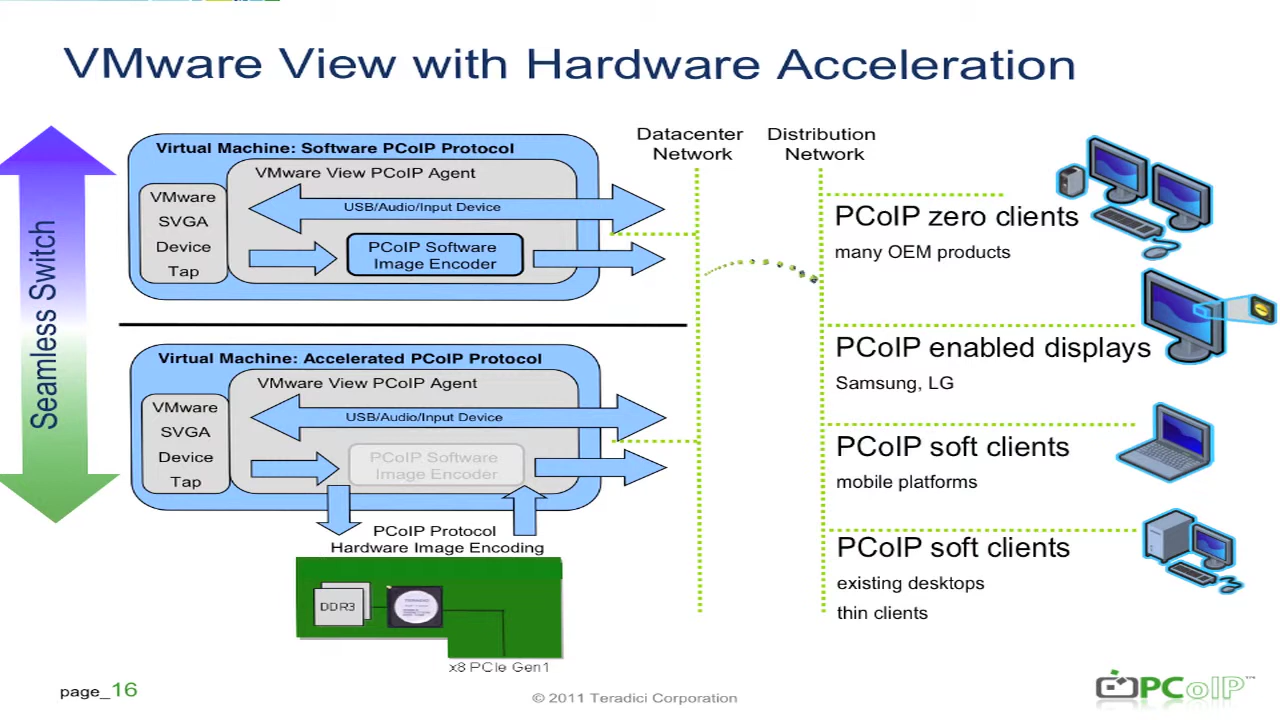 VMware View with Hardware Acceleration
Seamless Switch
Virtual Machine: Software PCoIP Protocol
VMware View PCoIP Agent
VMware
SVGA
Device
Tap
USB/Audio/Input Device
PCoIP Software
Image Encoder
Virtual Machine: Accelerated PCoIP Protocol
VMware View PCoIP Agent
VMware
SVGA
Device
Tap
USB/Audio/Input Device
PCoIP Software
Image Encoder
PCoIP Protocol
Hardware Image Encoding
DDR3
x8 PCIe Gen1
Datacenter
Network
Distribution
Network
PCoIP zero clients
many OEM products
PCoIP enabled displays
Samsung, LG
PCoIP soft clients
mobile platforms
PCoIP soft clients
existing desktops
thin clients
page_16
© 2011 Teradici Corporation
PCoIP™